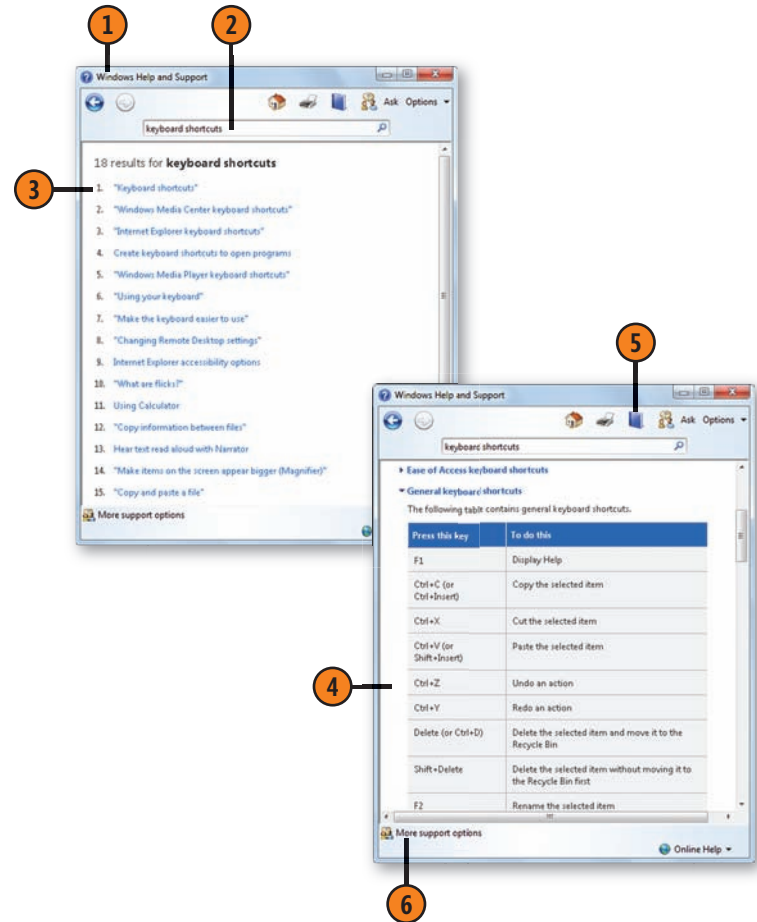 1
2
Windows Help and Support
Ask Options
keyboard shortcuts
18 results for keyboard shortcuts
3
1. "Keyboard shortcuts"
2. "Windows Media Center keyboard shortcuts"
3. "Internet Explorer keyboard shortcuts"
4. Create keyboard shortcuts to open programs
5. "Windows Media Player keyboard shortcuts"
6. "Using your keyboard"
7. "Make the keyboard easier to use"
8. "Changing Remote Desktop settings"
9. Internet Explorer accessibility options
10. "What are flicks?"
11. Using Calculator
12. "Copy information between files"
13. Hear text read aloud with Narrator
14. "Make items on the screen appear bigger (Magnifier)"
15. "Copy and paste a file"
More support options
5
Windows Help and Support
Ask Options
keyboard shortcuts
Ease of Access keyboard shortcuts
General keyboard shortcuts
The following table contains general keyboard shortcuts.
Press this key To do this
F1 Display Help
Ctrl+C (or Copy the selected item
Ctrl+Insert)
Ctrl+X Cut the selected item
Ctrl+V (or Paste the selected item
Shift+Insert)
4
Ctrl+Z Undo an action
Ctrl+Y Redo an action
Delete (or Ctrl+D) Delete the selected item and move it to the
Recycle Bin
Shift+Delete Delete the selected item without moving it to
the Recycle Bin first
F2 Rename the selected item
More support options
Online Help
6